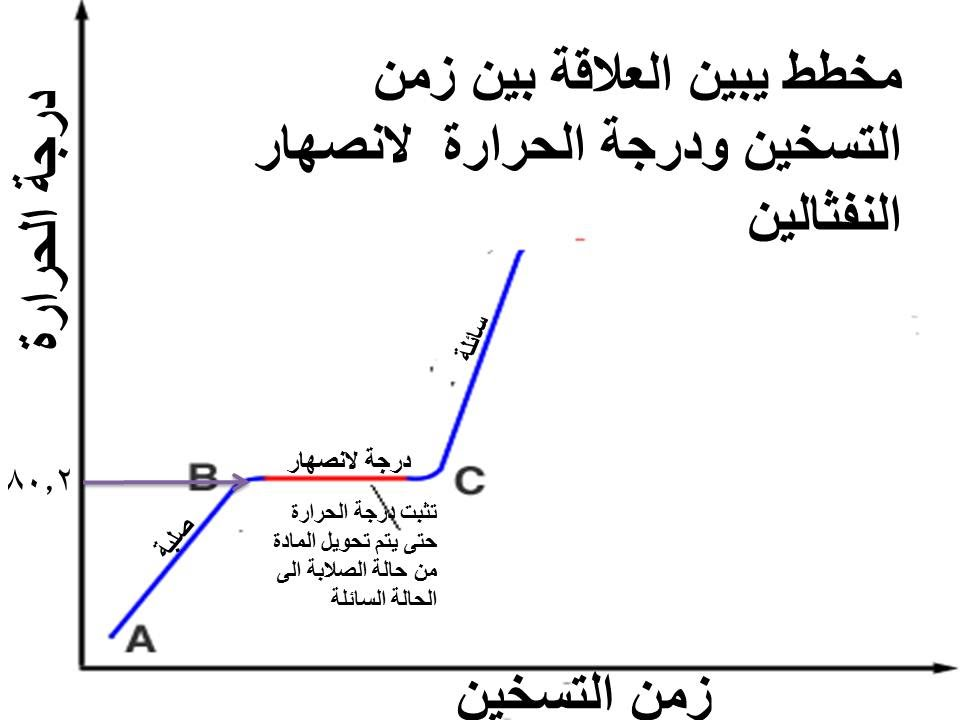 مخطط يبين العلاقة بين زمن
التسخين ودرجة الحرارة لانصهار
النفثالين
درجة الحرارة
سائلة
درجة لانصهار
B
C
٨٠,٢
تثبت درجة الحرارة
حتى يتم تحويل المادة
من حالة الصلابة الى
الحالة السائلة
صلبة
A
زمن التسخين